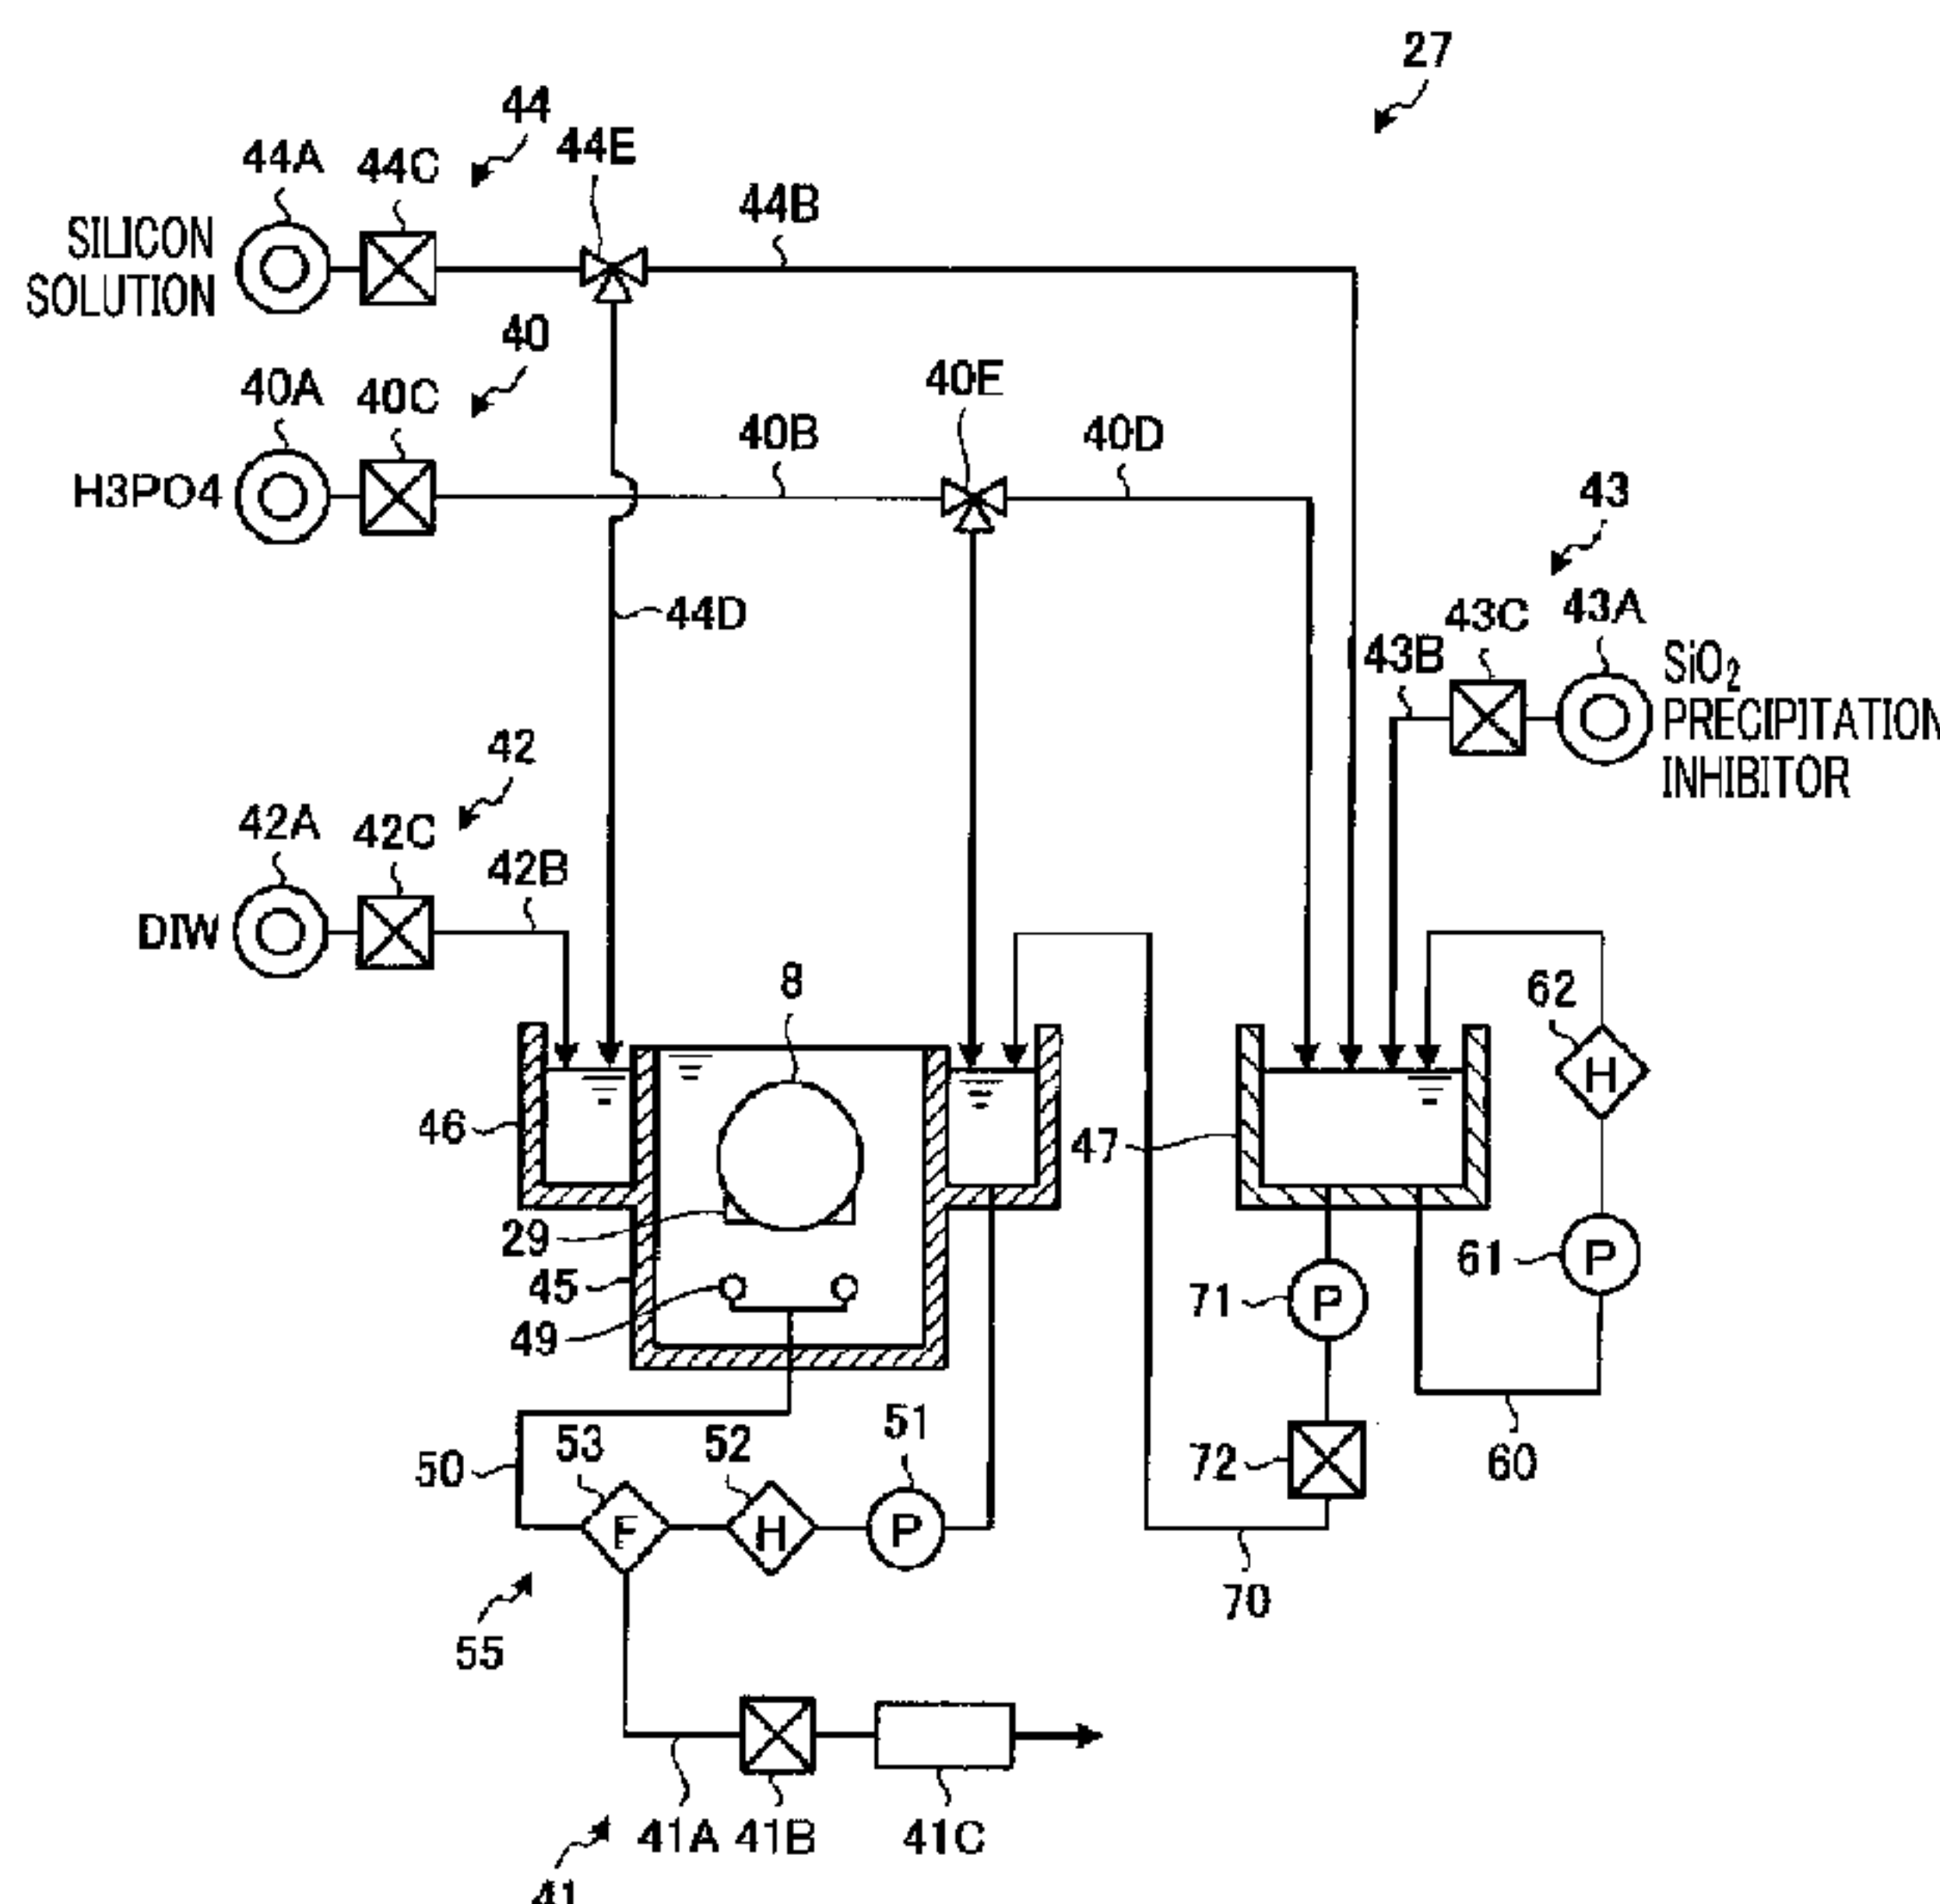 27
44
44A
44C
44E
44B
SILICON
SOLUTION
40
40A
40C
40E
40B
40D
H3PO4
43
44D
43C
43A
43B
SiO2
PRECIPITATION
INHIBITOR
42
42A
42C
42B
DIW
8
62
H
46
47
29
45
49
71
P
61
P
50
53
52
51
72
60
F
H
P
70
55
41A
41B
41C
41